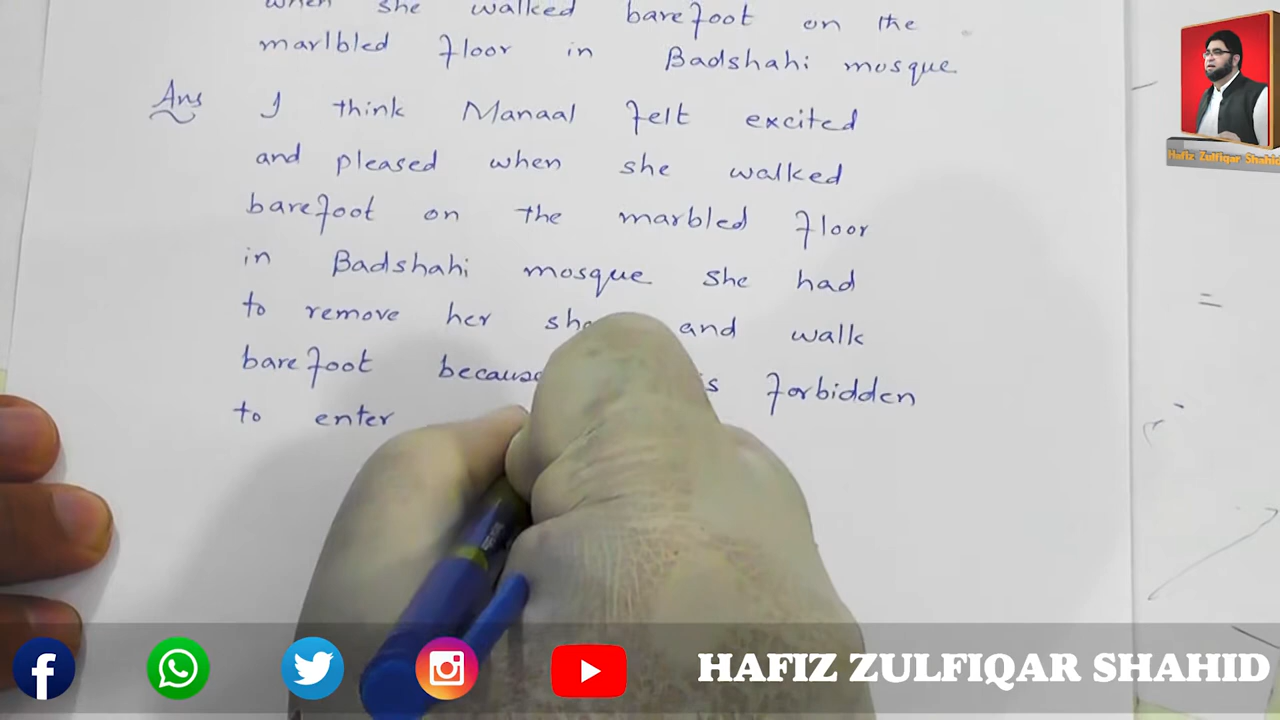 when she walked barefoot on the
marlbled floor in Badshahi mosque
Ans I think Manaal felt excited
and pleased when she walked
barefoot on the marbled floor
in Badshahi mosque she had
to remove her and walk
barefoot because forbidden
to enter
Hafiz Zulfiqar Shahid
HAFIZ ZULFIQAR SHAHID